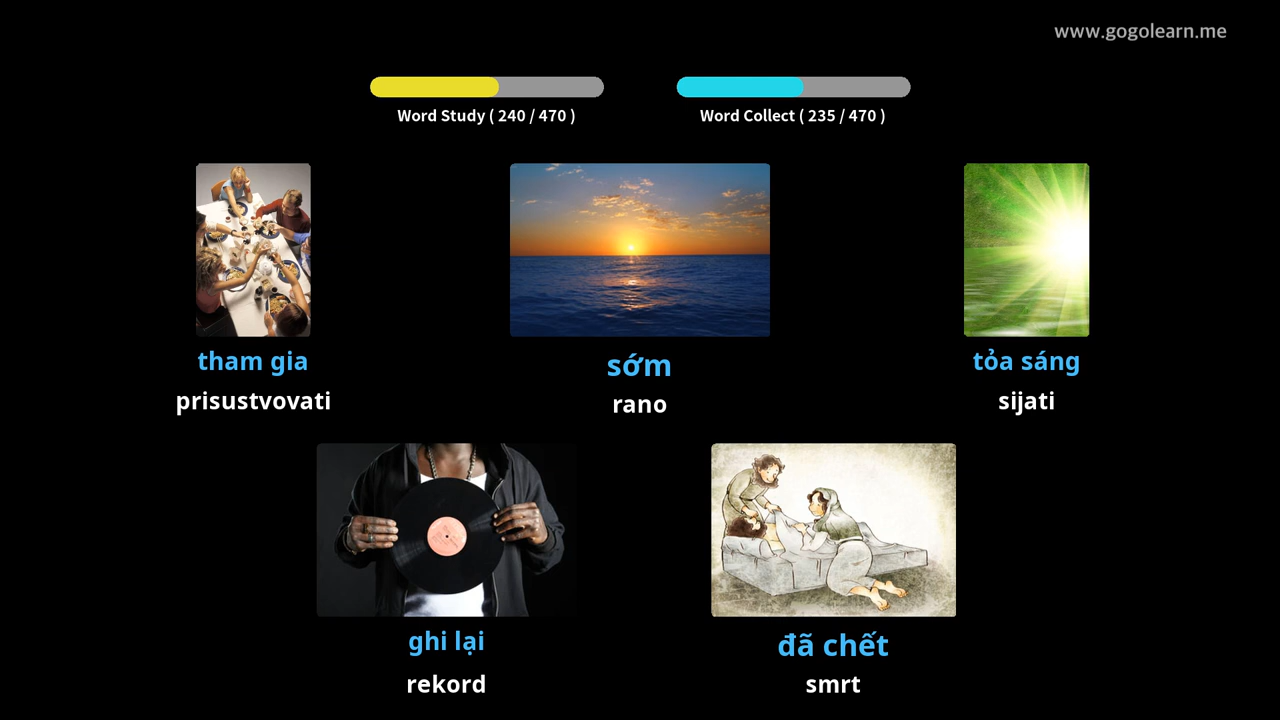 www.gogolearn.me
Word Study ( 240 / 470 )
Word Collect ( 235 / 470 )
tham gia
prisustvovati
sớm
rano
tỏa sáng
sijati
ghi lại
rekord
đã chết
smrt